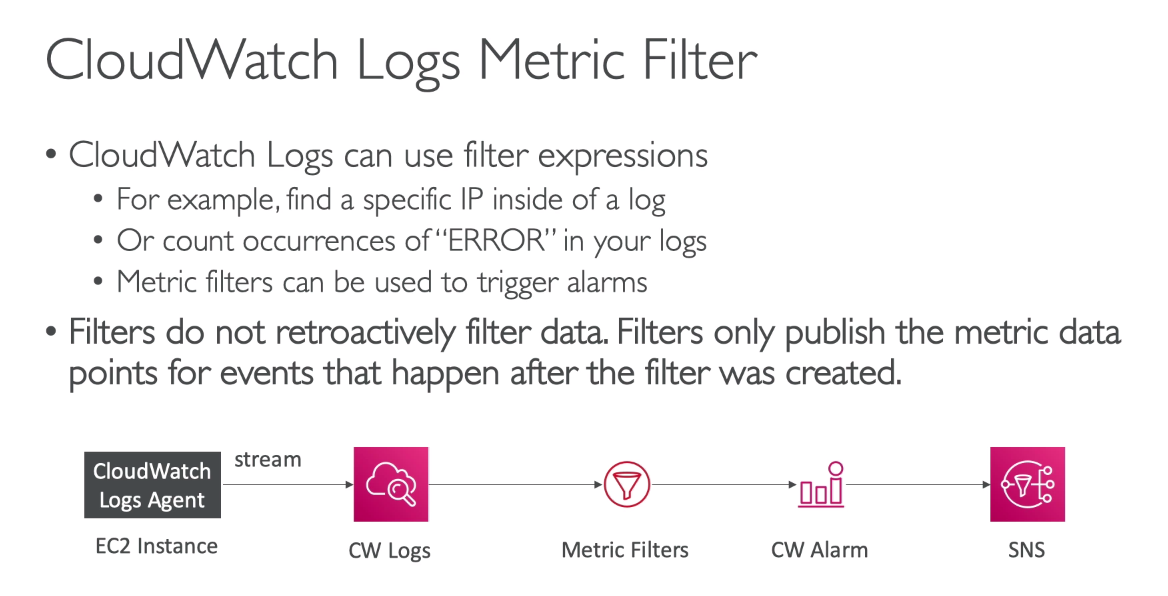 CloudWatch Logs Metric Filter
• CloudWatch Logs can use filter expressions
• For example, find a specific IP inside of a log
• Or count occurrences of “ERROR” in your logs
• Metric filters can be used to trigger alarms
• Filters do not retroactively filter data. Filters only publish the metric data
points for events that happen after the filter was created.
CloudWatch
Logs Agent
stream
EC2 Instance
CW Logs
Metric Filters
CW Alarm
SNS